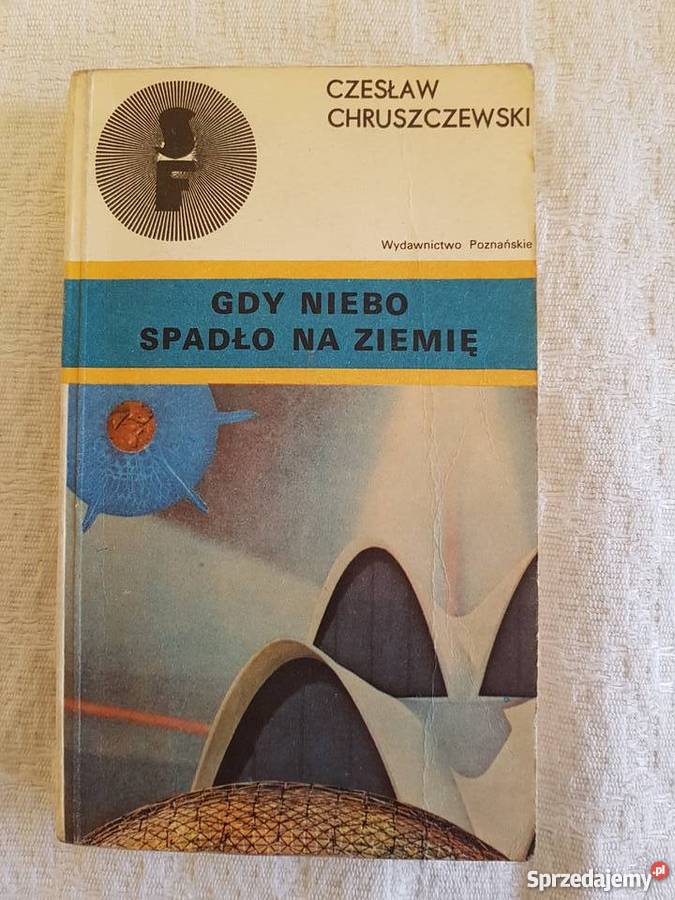 SF
CZESŁAW
CHRUSZCZEWSKI
Wydawnictwo Poznańskie
GDY NIEBO
SPADŁO NA ZIEMIĘ
Sprzedajemy.pl